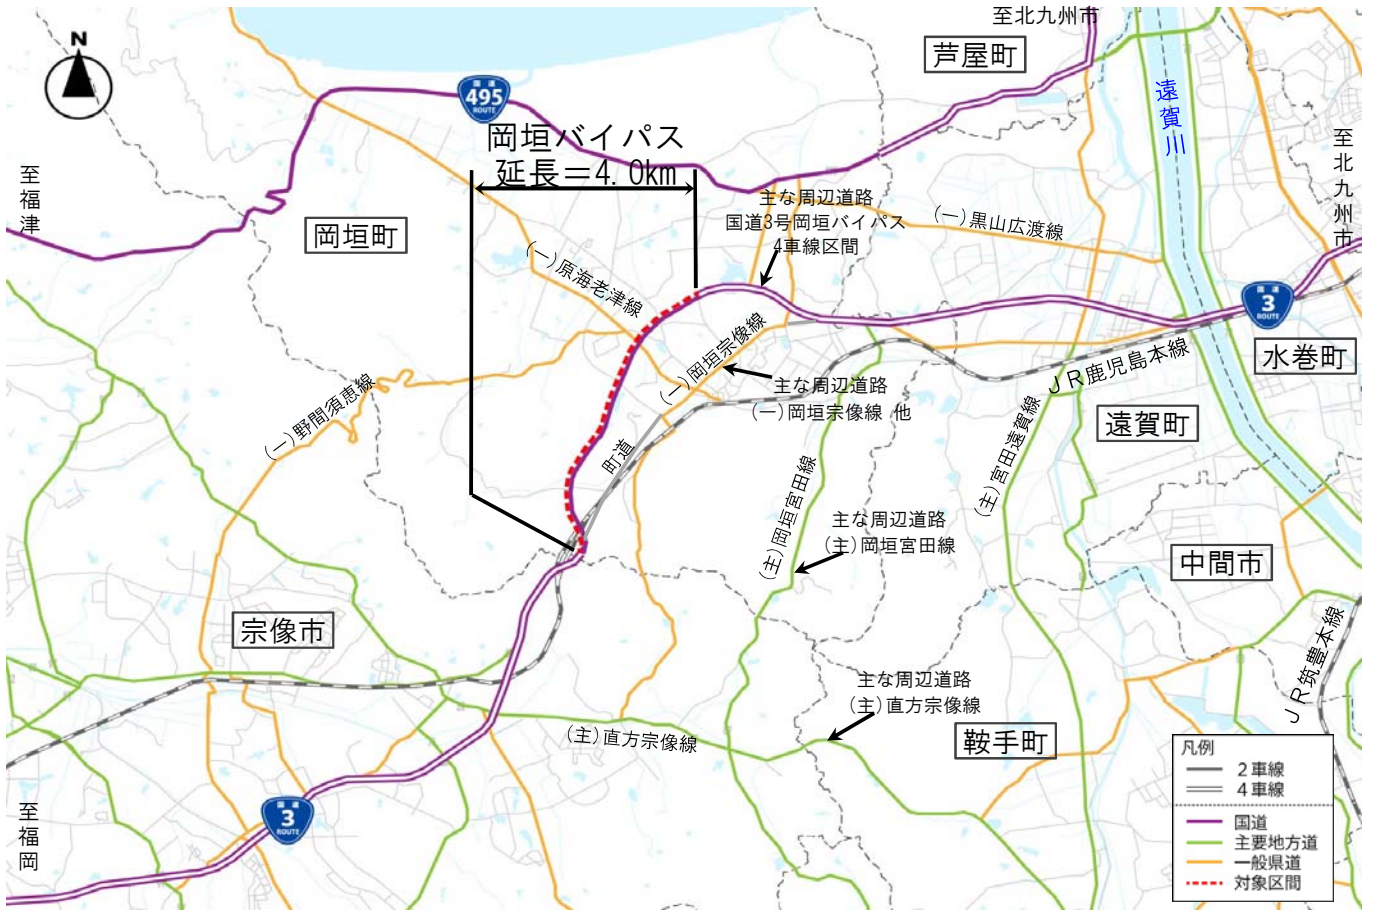 至北九州市
N
芦屋町
国道
495
ROUTE
遠賀川
岡垣バイパス
延長=4.0km
至北九州市
至福津
主な周辺道路
国道3号岡垣バイパス
4車線区間
(一)黒山広渡線
岡垣町
(一)原海老津線
国道
3
ROUTE
(一)岡垣宗像線
水巻町
JR鹿児島本線
主な周辺道路
(一)岡垣宗像線 他
(一)野間須恵線
遠賀町
町道
(主)宮田遠賀線
(主)岡垣宮田線
主な周辺道路
(主)岡垣宮田線
中間市
宗像市
JR筑豊本線
主な周辺道路
(主)直方宗像線
(主)直方宗像線
鞍手町
凡例
2車線
4車線
国道
主要地方道
一般県道
対象区間
国道
3
ROUTE
至福岡